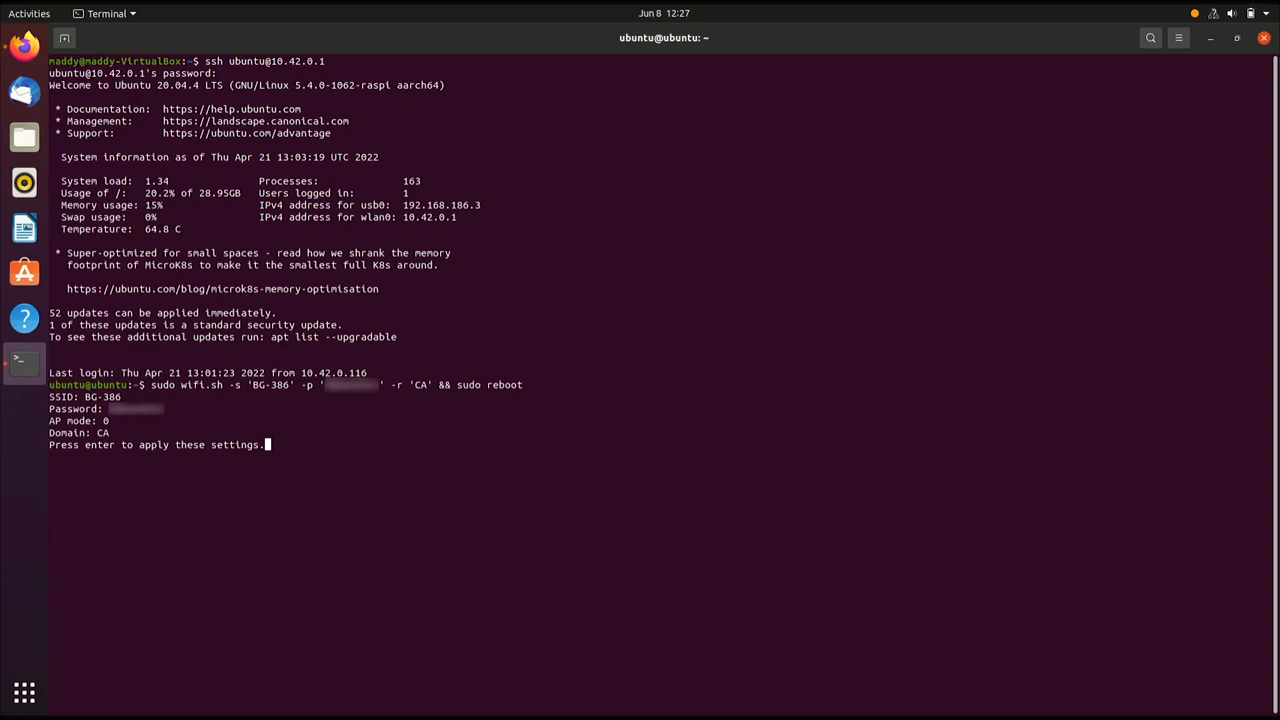 Activities
Terminal
Jun 8 12:27
ubuntu@ubuntu: ~
maddy@maddy-VirtualBox:~$ ssh ubuntu@10.42.0.1
ubuntu@10.42.0.1's password:
Welcome to Ubuntu 20.04.4 LTS (GNU/Linux 5.4.0-1062-raspi aarch64)
* Documentation:  https://help.ubuntu.com
* Management:     https://landscape.canonical.com
* Support:        https://ubuntu.com/advantage
System information as of Thu Apr 21 13:03:19 UTC 2022
System load:  1.34               Processes:              163
Usage of /:   20.2% of 28.95GB   Users logged in:        1
Memory usage: 15%                IPv4 address for usb0:  192.168.186.3
Swap usage:   0%                 IPv4 address for wlan0: 10.42.0.1
Temperature:  64.8 C
* Super-optimized for small spaces - read how we shrank the memory
footprint of MicroK8s to make it the smallest full K8s around.
https://ubuntu.com/blog/microk8s-memory-optimisation
52 updates can be applied immediately.
1 of these updates is a standard security update.
To see these additional updates run: apt list --upgradable
Last login: Thu Apr 21 13:01:23 2022 from 10.42.0.116
ubuntu@ubuntu:~$ sudo wifi.sh -s 'BG-386' -p '' -r 'CA' && sudo reboot
SSID: BG-386
Password:
AP mode: 0
Domain: CA
Press enter to apply these settings.